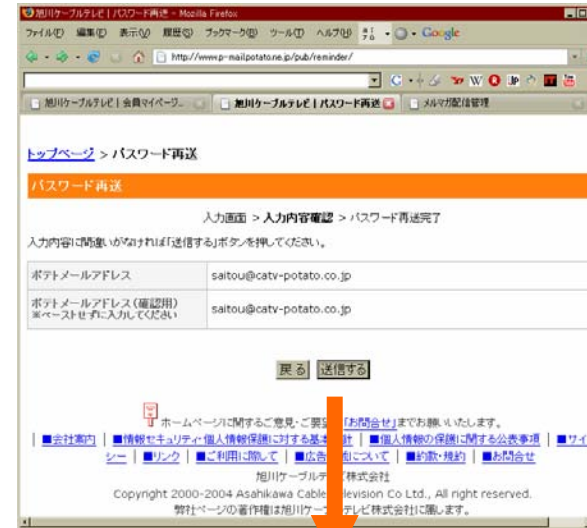 旭川ケーブルテレビ | パスワード再送 - Mozilla Firefox
ファイル(F) 編集(E) 表示(V) 履歴(S) ブックマーク(B) ツール(T) ヘルプ(H) Google
http://www.p-mailpotato.ne.jp/pub/reminder/
旭川ケーブルテレビ | 会員マイページ... 旭川ケーブルテレビ | パスワード再送 メルマガ配信管理
トップページ > パスワード再送
パスワード再送
入力画面 > 入力内容確認 > パスワード再送完了
入力内容に間違いがなければ「送信する」ボタンを押してください。
ポテトメールアドレス saitou@catv-potato.co.jp
ポテトメールアドレス(確認用) saitou@catv-potato.co.jp
※ペーストせずに入力してください
戻る 送信する
ホームページに関するご意見・ご要望 「お問合せ」までお願いいたします。
| ■会社案内 | ■情報セキュリティ・個人情報保護に対する基本 針 | ■個人情報の保護に関する公表事項 | ■サイ
シー | ■リンク | ■ご利用に際して | ■広告 について | ■約款・規約 | ■お問合せ
旭川ケーブルテ 株式会社
Copyright 2000-2004 Asahikawa Cable levision Co Ltd., All right reserved.
弊社ページの著作権は旭川ケー テレビ株式会社に属します。